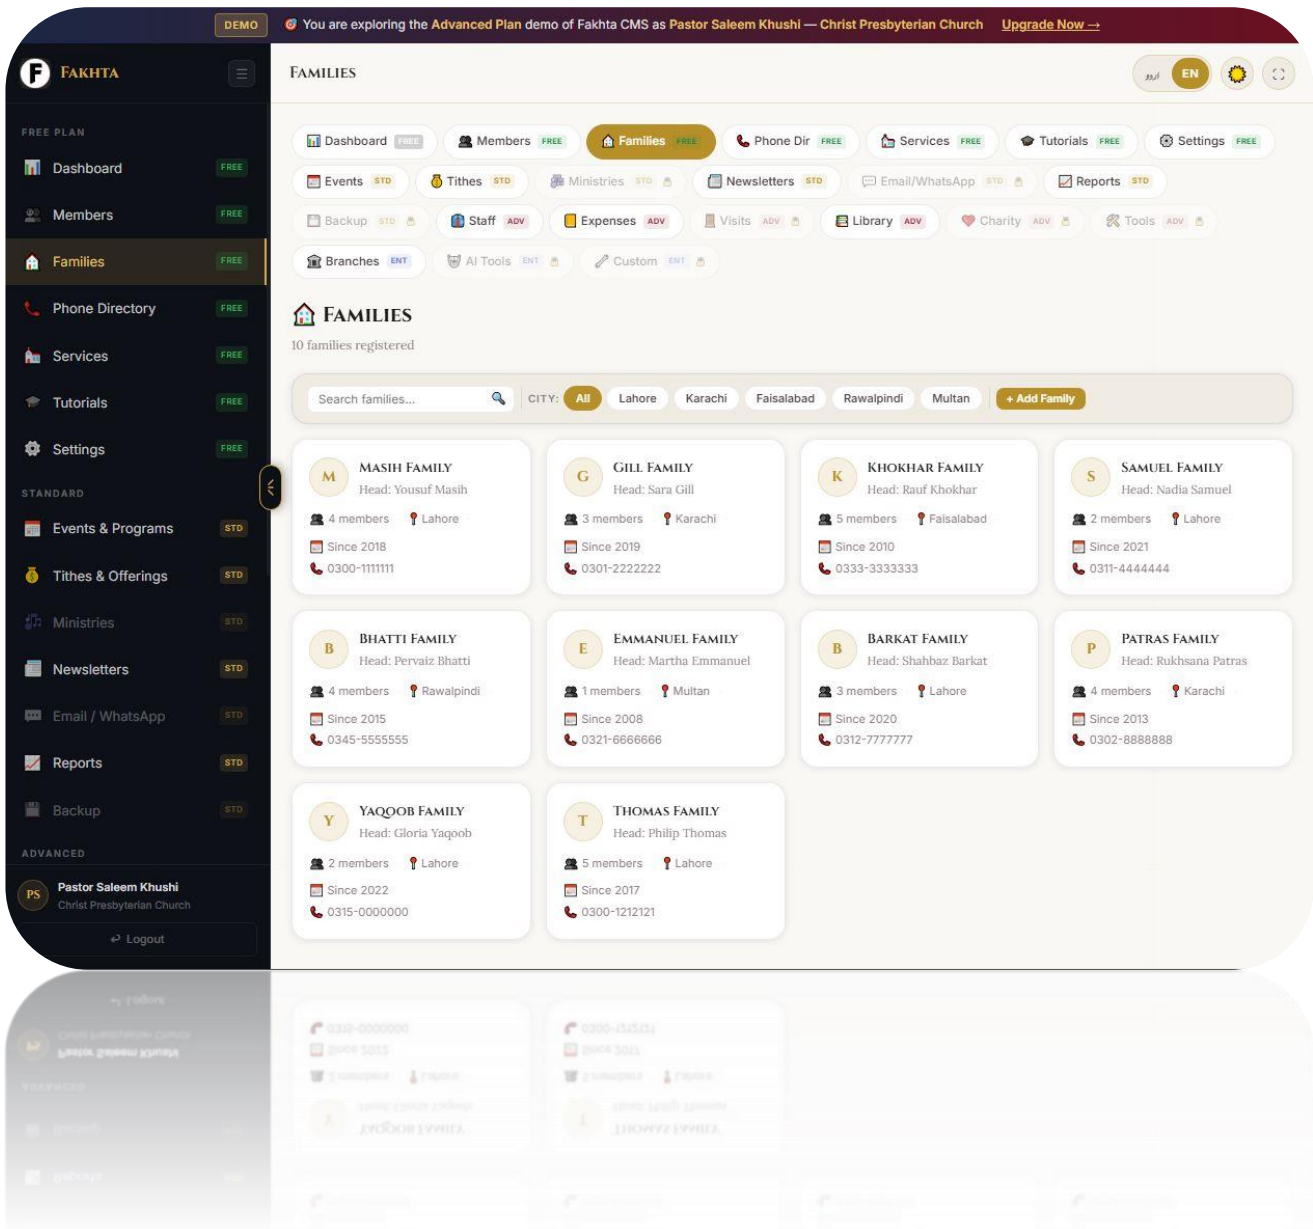 DEMO
You are exploring the Advanced Plan demo of Fakhta CMS as Pastor Saleem Khushi — Christ Presbyterian Church Upgrade Now →
F FAKHTA
FREE PLAN
Dashboard FREE
Members FREE
Families FREE
Phone Directory FREE
Services FREE
Tutorials FREE
Settings FREE
STANDARD
Events & Programs STD
Tithes & Offerings STD
Ministries STD
Newsletters STD
Email / WhatsApp STD
Reports STD
Backup STD
ADVANCED
PS Pastor Saleem Khushi
Christ Presbyterian Church
Logout
FAMILIES
اردو EN
Dashboard FREE Members FREE Families FREE Phone Dir FREE Services FREE Tutorials FREE Settings FREE
Events STD Tithes STD Ministries STD Newsletters STD Email/WhatsApp STD Reports STD
Backup STD Staff ADV Expenses ADV Visits ADV Library ADV Charity ADV Tools ADV
Branches ENT AI Tools ENT Custom ENT
FAMILIES
10 families registered
Search families... CITY: All Lahore Karachi Faisalabad Rawalpindi Multan + Add Family
M MASIH FAMILY
Head: Yousuf Masih
4 members Lahore
Since 2018
0300-1111111
G GILL FAMILY
Head: Sara Gill
3 members Karachi
Since 2019
0301-2222222
K KHOKHAR FAMILY
Head: Rauf Khokhar
5 members Faisalabad
Since 2010
0333-3333333
S SAMUEL FAMILY
Head: Nadia Samuel
2 members Lahore
Since 2021
0311-4444444
B BHATTI FAMILY
Head: Pervaiz Bhatti
4 members Rawalpindi
Since 2015
0345-5555555
E EMMANUEL FAMILY
Head: Martha Emmanuel
1 members Multan
Since 2008
0321-6666666
B BARKAT FAMILY
Head: Shahbaz Barkat
3 members Lahore
Since 2020
0312-7777777
P PATRAS FAMILY
Head: Rukhsana Patras
4 members Karachi
Since 2013
0302-8888888
Y YAQOOB FAMILY
Head: Gloria Yaqoob
2 members Lahore
Since 2022
0315-0000000
T THOMAS FAMILY
Head: Philip Thomas
5 members Lahore
Since 2017
0300-1212121